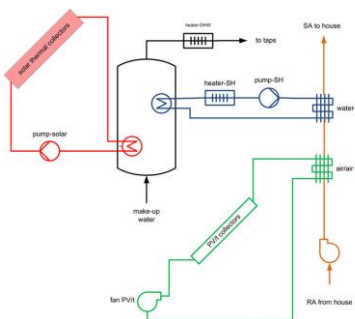 heater-DHW
to taps
SA to house
solar thermal collectors
heater-SH
pump-SH
water-
pump-solar
air/air
make-up
water
PV/t collectors
fan PV/t
RA from house